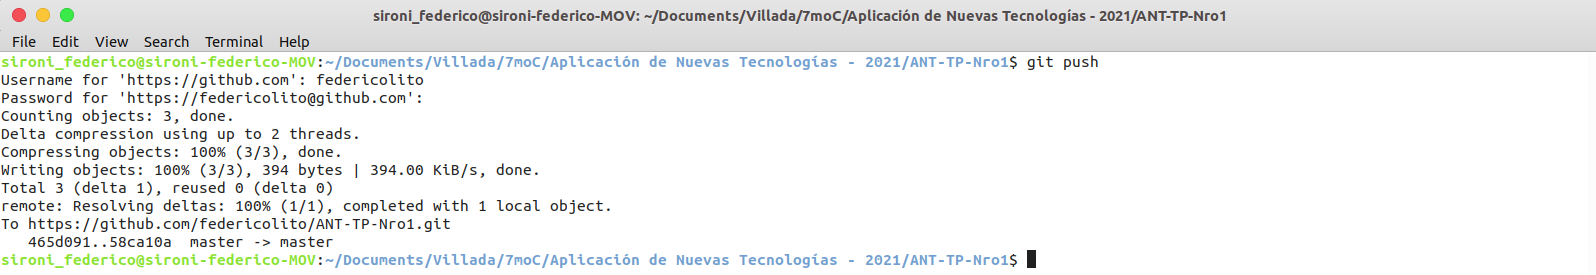 sironi_federico@sironi-federico-MOV: ~/Documents/Villada/7moC/Aplicación de Nuevas Tecnologías - 2021/ANT-TP-Nro1
File Edit View Search Terminal Help
sironi_federico@sironi-federico-MOV:~/Documents/Villada/7moC/Aplicación de Nuevas Tecnologías - 2021/ANT-TP-Nro1$ git push
Username for 'https://github.com': federicolito
Password for 'https://federicolito@github.com':
Counting objects: 3, done.
Delta compression using up to 2 threads.
Compressing objects: 100% (3/3), done.
Writing objects: 100% (3/3), 394 bytes | 394.00 KiB/s, done.
Total 3 (delta 1), reused 0 (delta 0)
remote: Resolving deltas: 100% (1/1), completed with 1 local object.
To https://github.com/federicolito/ANT-TP-Nro1.git
   465d091..58ca10a  master -> master
sironi_federico@sironi-federico-MOV:~/Documents/Villada/7moC/Aplicación de Nuevas Tecnologías - 2021/ANT-TP-Nro1$